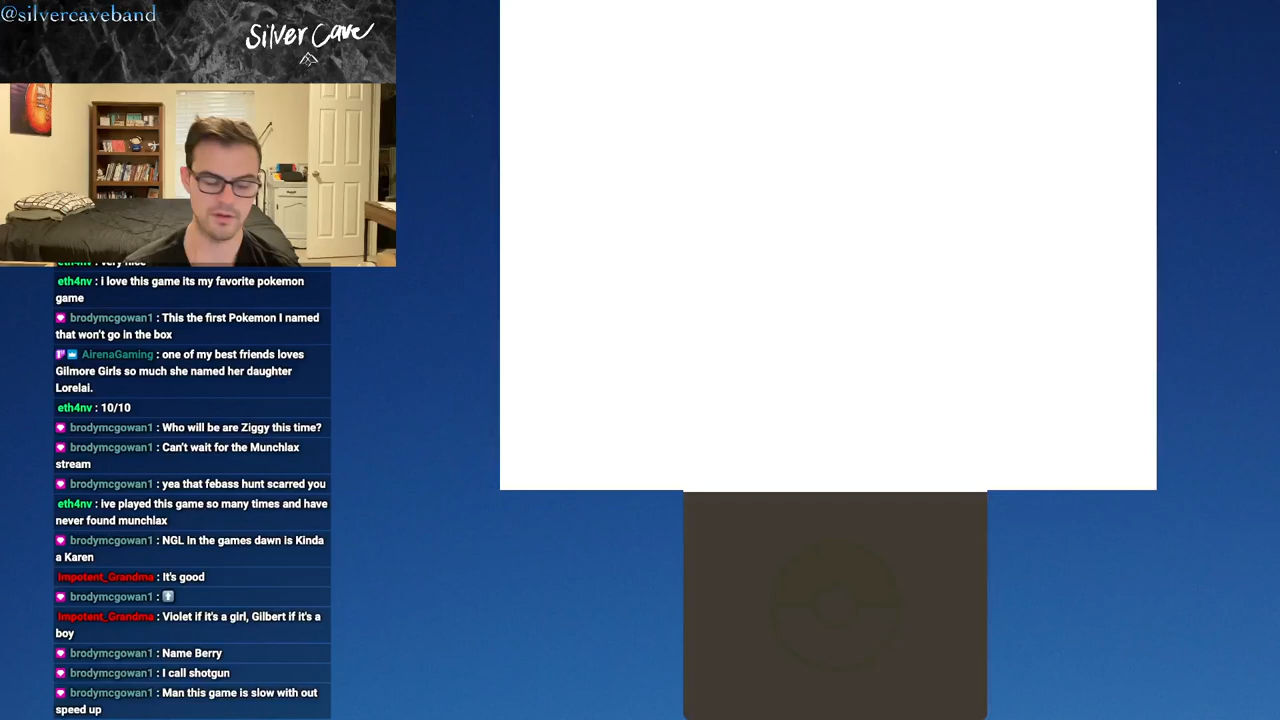 @silvercaveband
Silver Cave
eth4nv : very nice
eth4nv : i love this game its my favorite pokemon
game
brodymcgowan1 : This the first Pokemon I named
that won't go in the box
AirenaGaming : one of my best friends loves
Gilmore Girls so much she named her daughter
Lorelai.
eth4nv : 10/10
brodymcgowan1 : Who will be are Ziggy this time?
brodymcgowan1 : Can't wait for the Munchlax
stream
brodymcgowan1 : yea that febass hunt scarred you
eth4nv : ive played this game so many times and have
never found munchlax
brodymcgowan1 : NGL In the games dawn is Kinda
a Karen
Impotent_Grandma : It's good
brodymcgowan1 : ⬆️
Impotent_Grandma : Violet if it's a girl, Gilbert if it's a
boy
brodymcgowan1 : Name Berry
brodymcgowan1 : I call shotgun
brodymcgowan1 : Man this game is slow with out
speed up